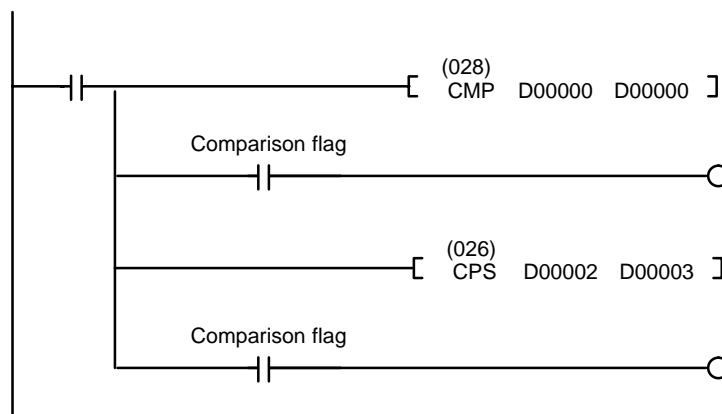 (028)
CMP D00000 D00000
Comparison flag
(026)
CPS D00002 D00003
Comparison flag